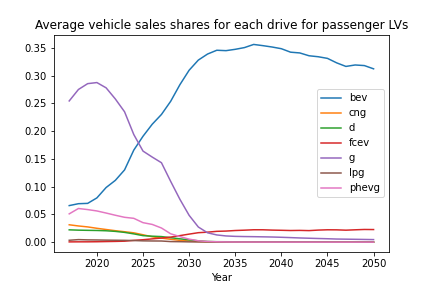 Average vehicle sales shares for each drive for passenger LVs
0.35
0.30
0.25
0.20
0.15
0.10
0.05
0.00
bev
cng
d
fcev
g
lpg
phevg
2020 2025 2030 2035 2040 2045 2050
Year